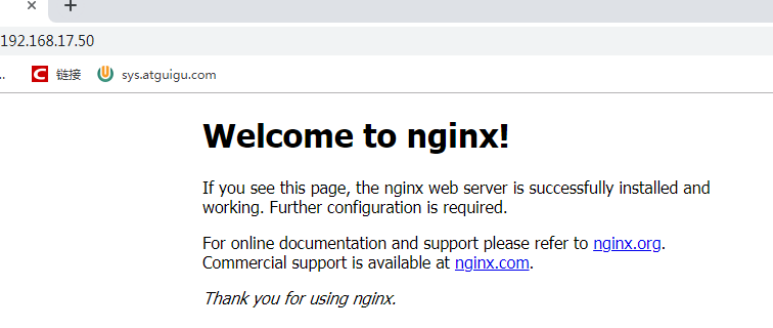 192.168.17.50
链接 sys.atguigu.com
Welcome to nginx!
If you see this page, the nginx web server is successfully installed and
working. Further configuration is required.
For online documentation and support please refer to nginx.org.
Commercial support is available at nginx.com.
Thank you for using nginx.